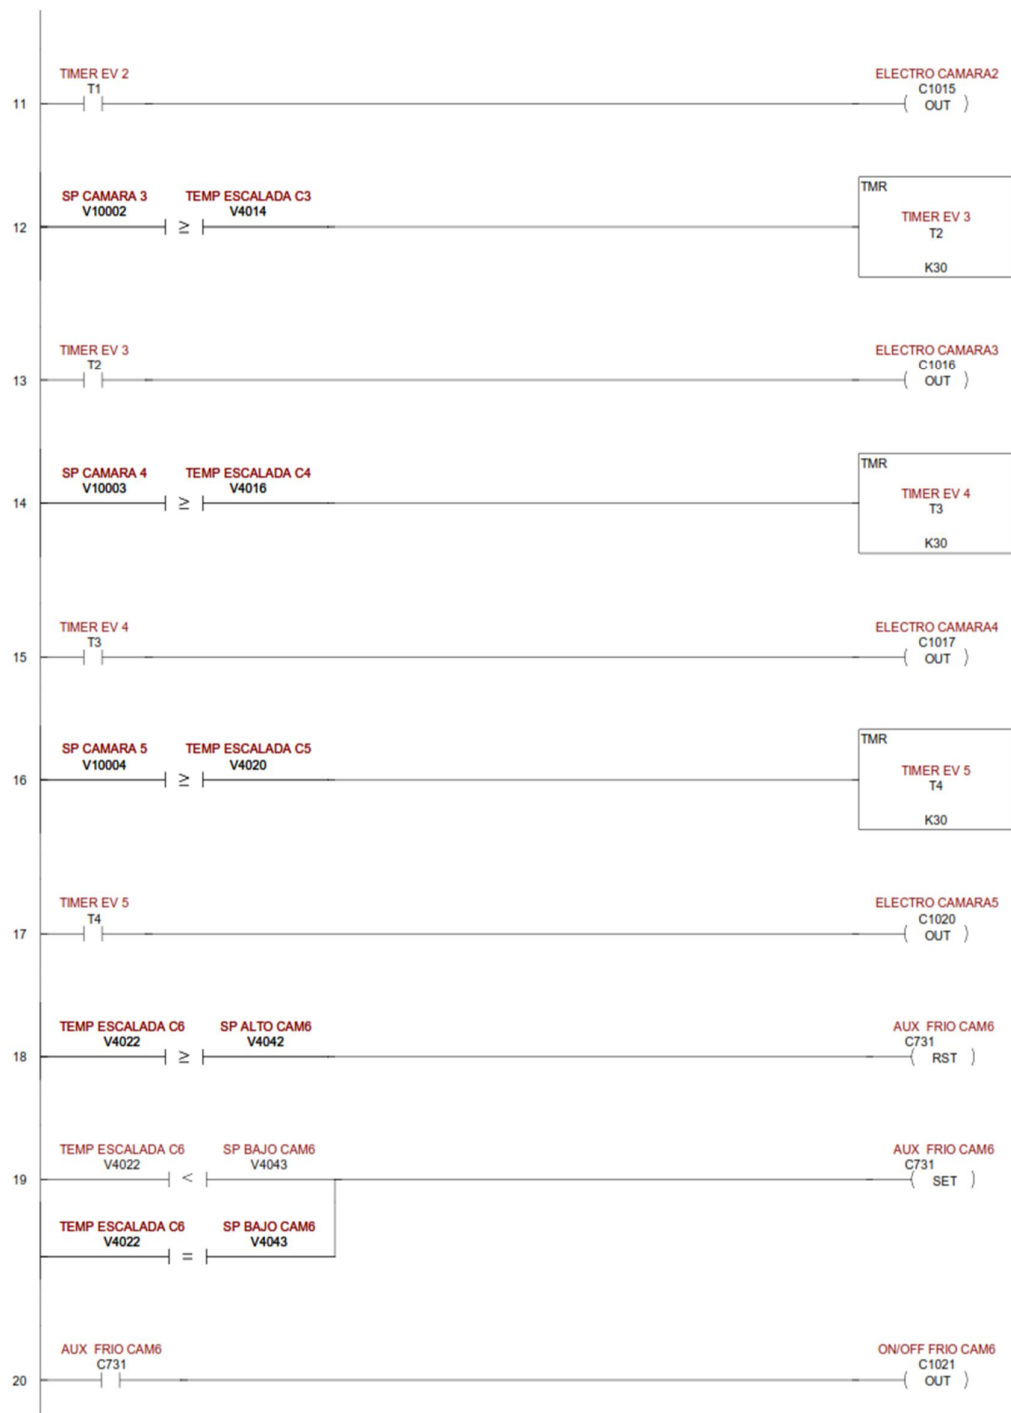 TIMER EV 2 ELECTRO CAMARA2
T1 C1015
11 OUT
SP CAMARA 3 TEMP ESCALADA C3 TMR
V10002 V4014 TIMER EV 3
12 ≥ T2
K30
TIMER EV 3 ELECTRO CAMARA3
T2 C1016
13 OUT
SP CAMARA 4 TEMP ESCALADA C4 TMR
V10003 V4016 TIMER EV 4
14 ≥ T3
K30
TIMER EV 4 ELECTRO CAMARA4
T3 C1017
15 OUT
SP CAMARA 5 TEMP ESCALADA C5 TMR
V10004 V4020 TIMER EV 5
16 ≥ T4
K30
TIMER EV 5 ELECTRO CAMARA5
T4 C1020
17 OUT
TEMP ESCALADA C6 SP ALTO CAM6 AUX FRIO CAM6
V4022 V4042 C731
18 ≥ RST
TEMP ESCALADA C6 SP BAJO CAM6 AUX FRIO CAM6
V4022 V4043 C731
19 < SET
TEMP ESCALADA C6 SP BAJO CAM6
V4022 V4043
=
AUX FRIO CAM6 ON/OFF FRIO CAM6
C731 C1021
20 OUT